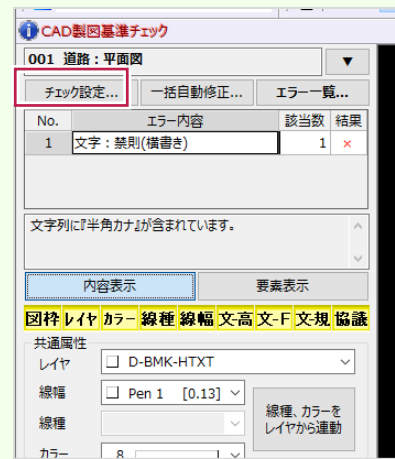 CAD製図基準チェック
001 道路：平面図 ▼
チェック設定... 一括自動修正... エラー一覧...
No. エラー内容 該当数 結果
1 文字：禁則(横書き) 1 ×
文字列に『半角カナ』が含まれています。
内容表示 要素表示
図枠 レイヤ カラー 線種 線幅 文-高 文-F 文-規 協議
共通属性
レイヤ D-BMK-HTXT
線幅 Pen 1 [0.13]
線種、カラーを
レイヤから連動
線種
カラー 8